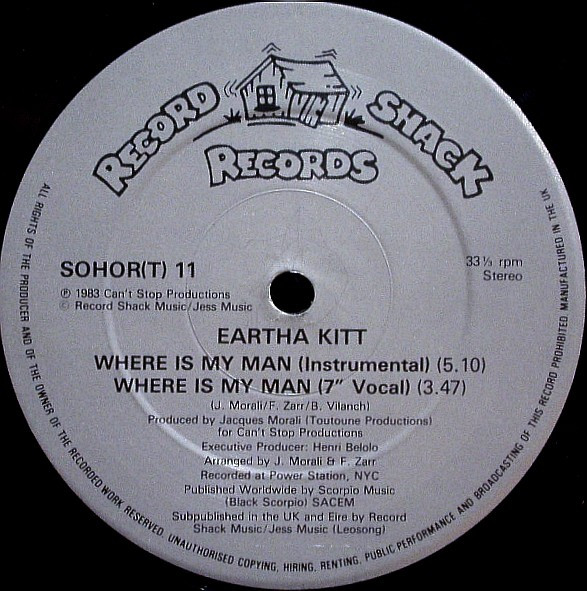 RECORD SHACK
RECORDS
SOHOR(T) 11
33⅓ rpm
Stereo
℗ 1983 Can't Stop Productions
© Record Shack Music/Jess Music
EARTHA KITT
WHERE IS MY MAN (Instrumental) (5.10)
WHERE IS MY MAN (7" Vocal) (3.47)
(J. Morali/F. Zarr/B. Vilanch)
Produced by Jacques Morali (Toutoune Productions)
for Can't Stop Productions
Executive Producer: Henri Belolo
Arranged by J. Morali & F. Zarr
Recorded at Power Station, NYC
Published Worldwide by Scorpio Music
(Black Scorpio) SACEM
Subpublished in the UK and Eire by Record
Shack Music/Jess Music (Leosong)
ALL RIGHTS OF THE PRODUCER AND OF THE OWNER OF THE RECORDED WORK RESERVED. UNAUTHORISED COPYING, HIRING, RENTING, PUBLIC PERFORMANCE AND BROADCASTING OF THIS RECORD PROHIBITED. MANUFACTURED IN THE UK